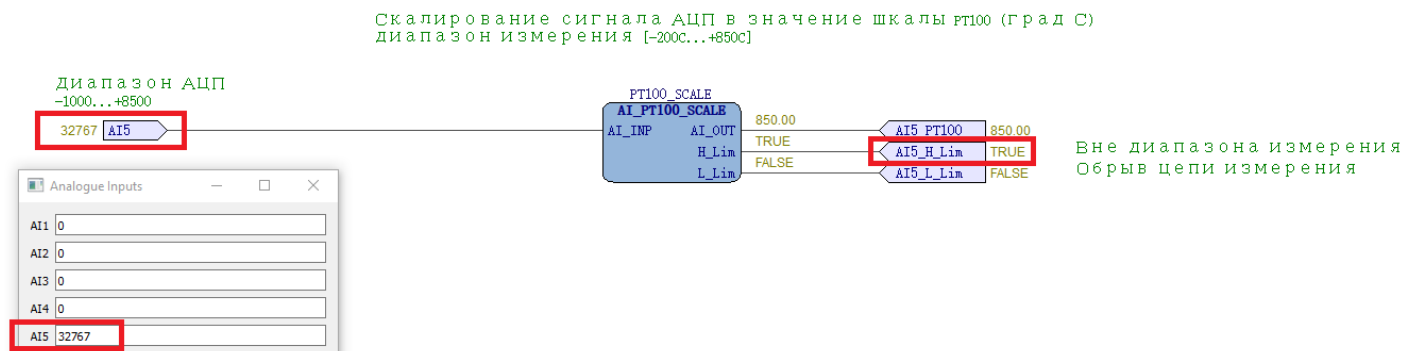 Скалирование сигнала АЦП в значение шкалы PT100 (град С)
диапазон измерения [-200С...+850С]
Диапазон АЦП
-1000...+8500
32767 AI5
PT100_SCALE
AI_PT100_SCALE
AI_INP AI_OUT 850.00 AI5_PT100 850.00
H_Lim TRUE AI5_H_Lim TRUE Вне диапазона измерения
L_Lim FALSE AI5_L_Lim FALSE Обрыв цепи измерения
Analogue Inputs
AI1 0
AI2 0
AI3 0
AI4 0
AI5 32767